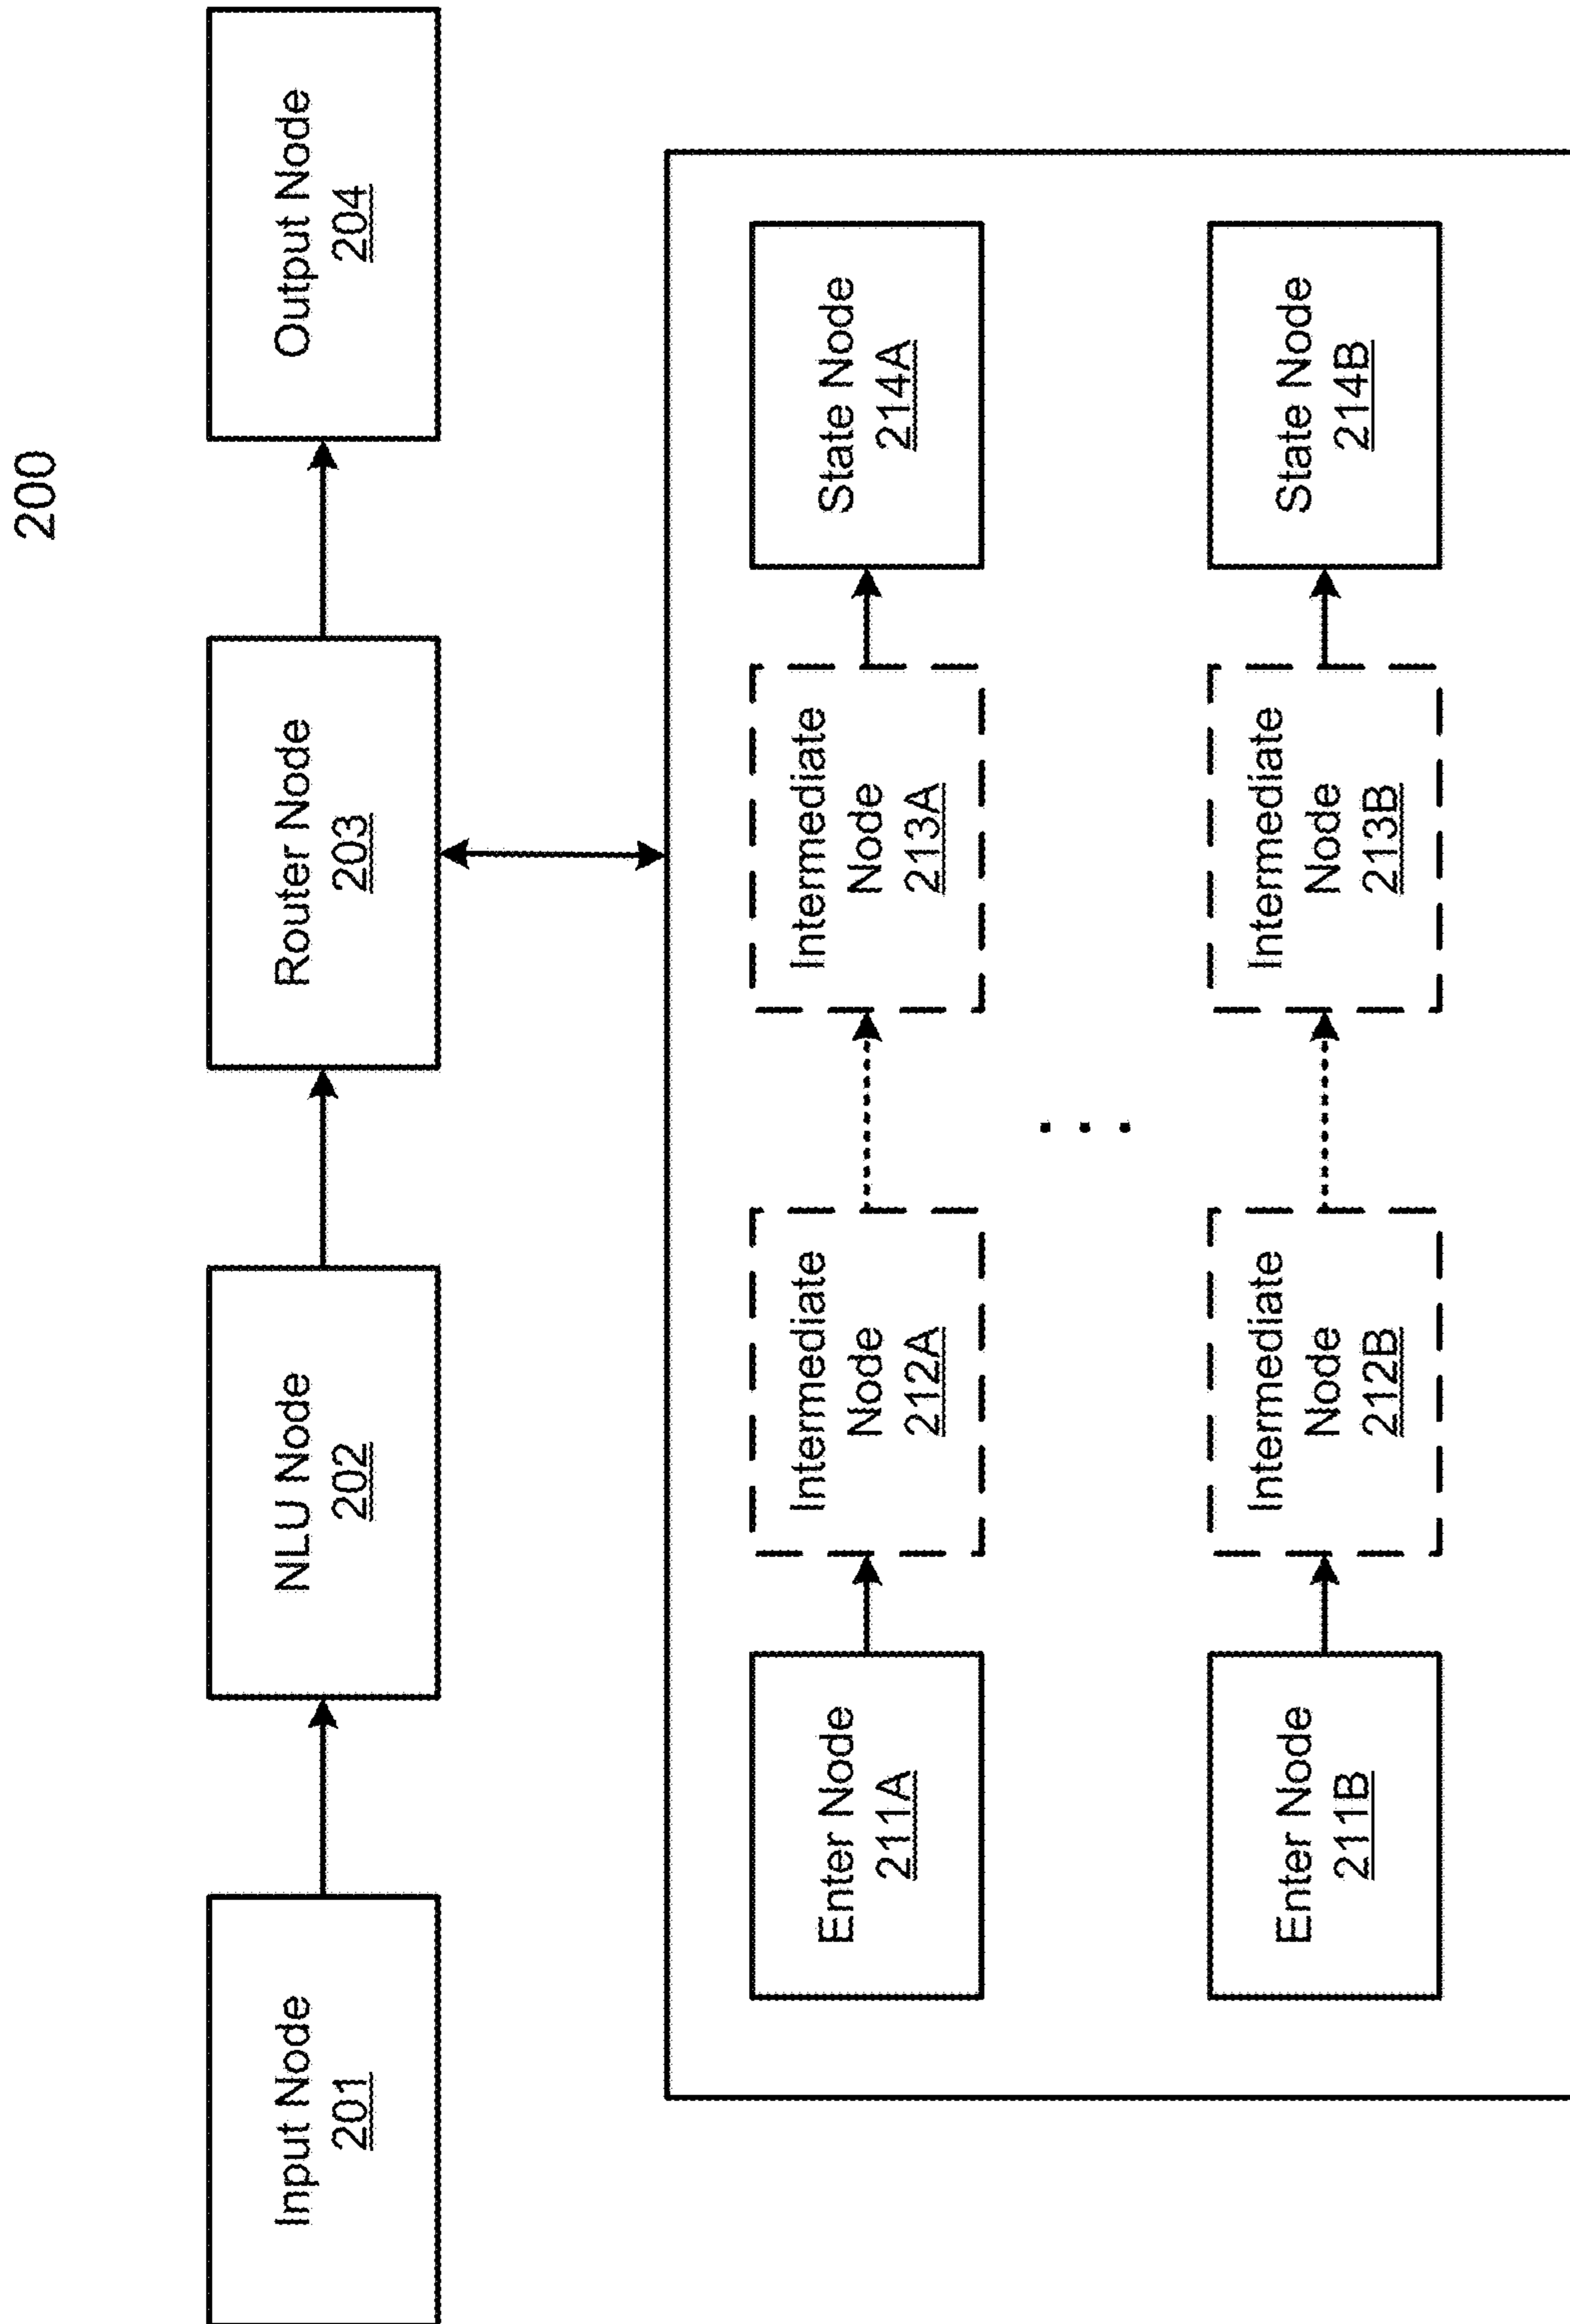 200
Input Node
201
NLU Node
202
Router Node
203
Output Node
204
Enter Node
211A
Intermediate
Node
212A
Intermediate
Node
213A
State Node
214A
. . .
Enter Node
211B
Intermediate
Node
212B
Intermediate
Node
213B
State Node
214B